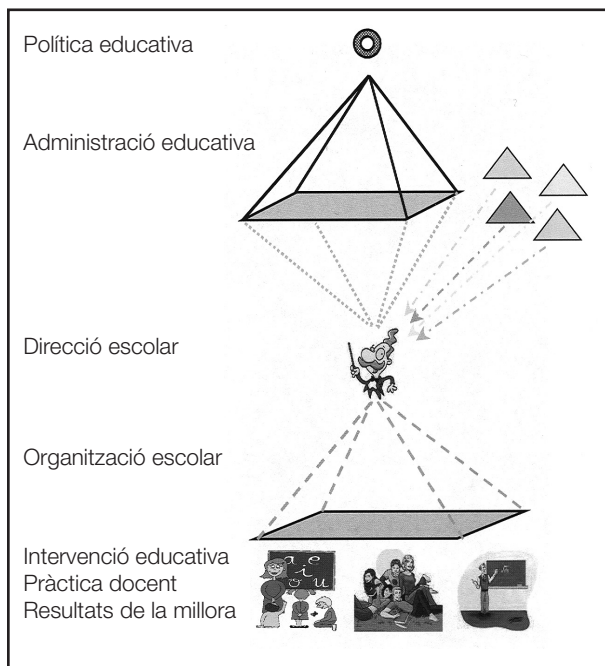 Política educativa
Administració educativa
Direcció escolar
Organització escolar
Intervenció educativa
Pràctica docent
Resultats de la millora
a e
i
o u